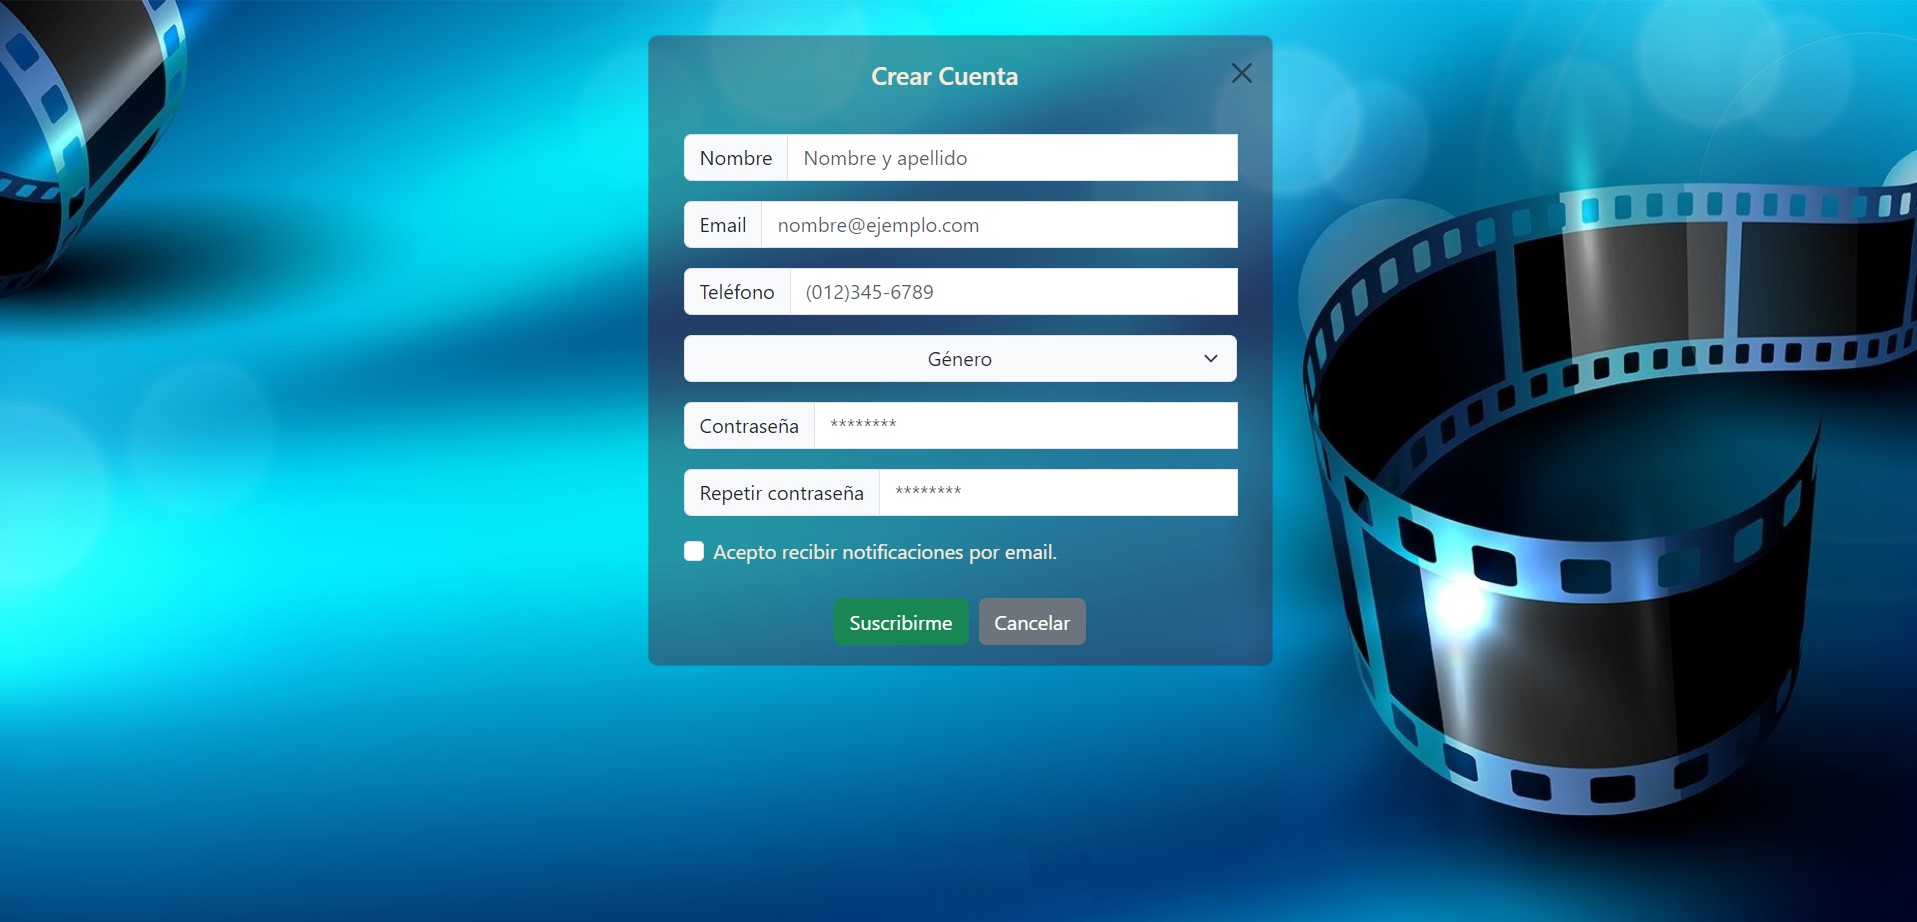 Crear Cuenta
Nombre Nombre y apellido
Email nombre@ejemplo.com
Teléfono (012)345-6789
Género
Contraseña ********
Repetir contraseña ********
Acepto recibir notificaciones por email.
Suscribirme Cancelar